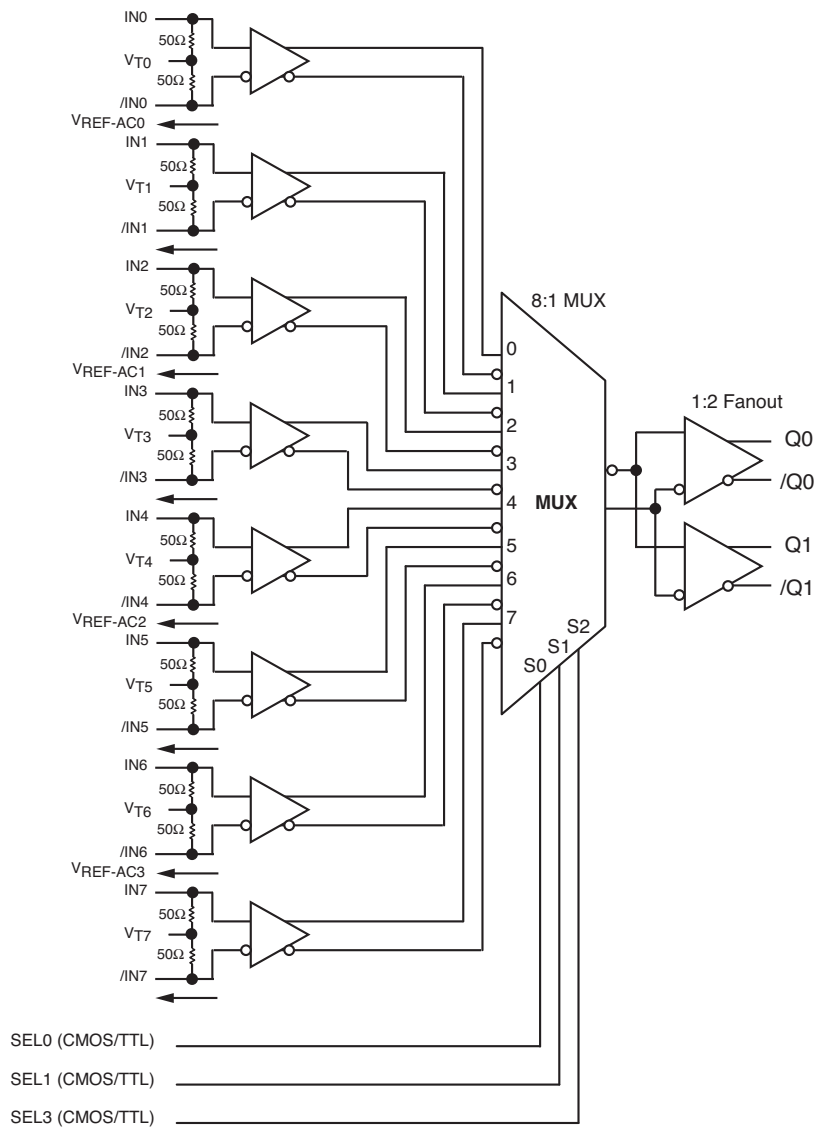 IN0
50Ω
VT0
50Ω
/IN0
VREF-AC0
IN1
50Ω
VT1
50Ω
/IN1
IN2
50Ω
VT2
50Ω
/IN2
VREF-AC1
IN3
50Ω
VT3
50Ω
/IN3
IN4
50Ω
VT4
50Ω
/IN4
VREF-AC2
IN5
50Ω
VT5
50Ω
/IN5
IN6
50Ω
VT6
50Ω
/IN6
VREF-AC3
IN7
50Ω
VT7
50Ω
/IN7
8:1 MUX
0
1
2
3
4
5
6
7
MUX
S2
S1
S0
1:2 Fanout
Q0
/Q0
Q1
/Q1
SEL0 (CMOS/TTL)
SEL1 (CMOS/TTL)
SEL3 (CMOS/TTL)